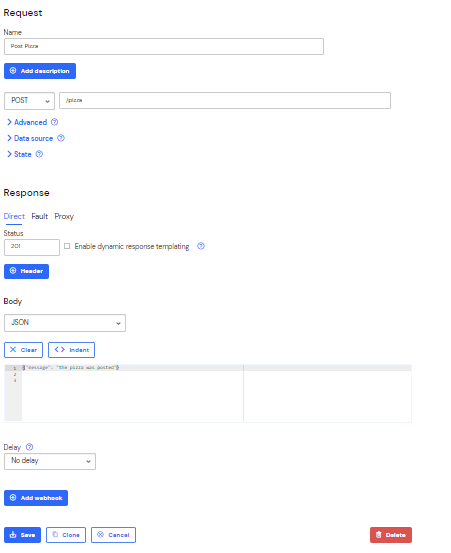 Request
Name
Post Pizza
Add description
POST /pizza
Advanced
Data source
State
Response
Direct Fault Proxy
Status
201 Enable dynamic response templating
Header
Body
JSON
Clear Indent
1 {"message": "the pizza was posted"}
Delay
No delay
Add webhook
Save Clone Cancel Delete